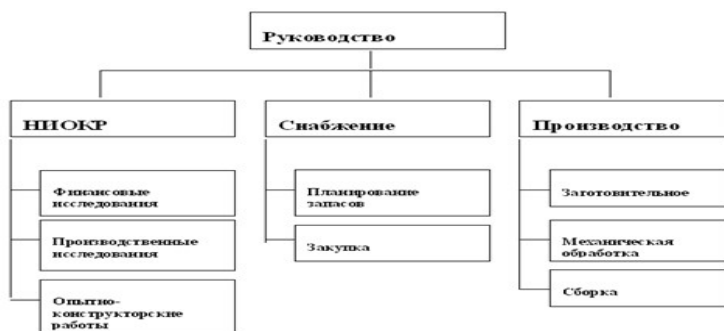 Руководство
НИОКР
Снабжение
Производство
Финансовые
исследования
Производственные
исследования
Опытно-
конструкторские
работы
Планирование
запасов
Закупка
Заготовительное
Механическая
обработка
Сборка